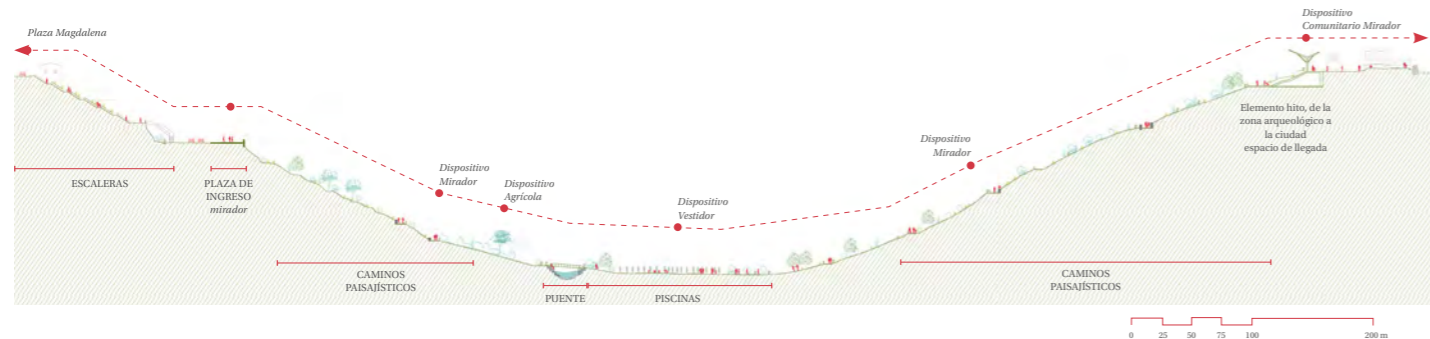 Plaza Magdalena
Dispositivo
Comunitario Mirador
Elemento hito, de la
zona arqueológico a
la ciudad
espacio de llegada
Dispositivo
Mirador
Dispositivo
Mirador
Dispositivo
Agrícola
Dispositivo
Vestidor
ESCALERAS
PLAZA DE
INGRESO
mirador
CAMINOS
PAISAJÍSTICOS
PUENTE
PISCINAS
CAMINOS
PAISAJÍSTICOS
0 25 50 75 100 200 m